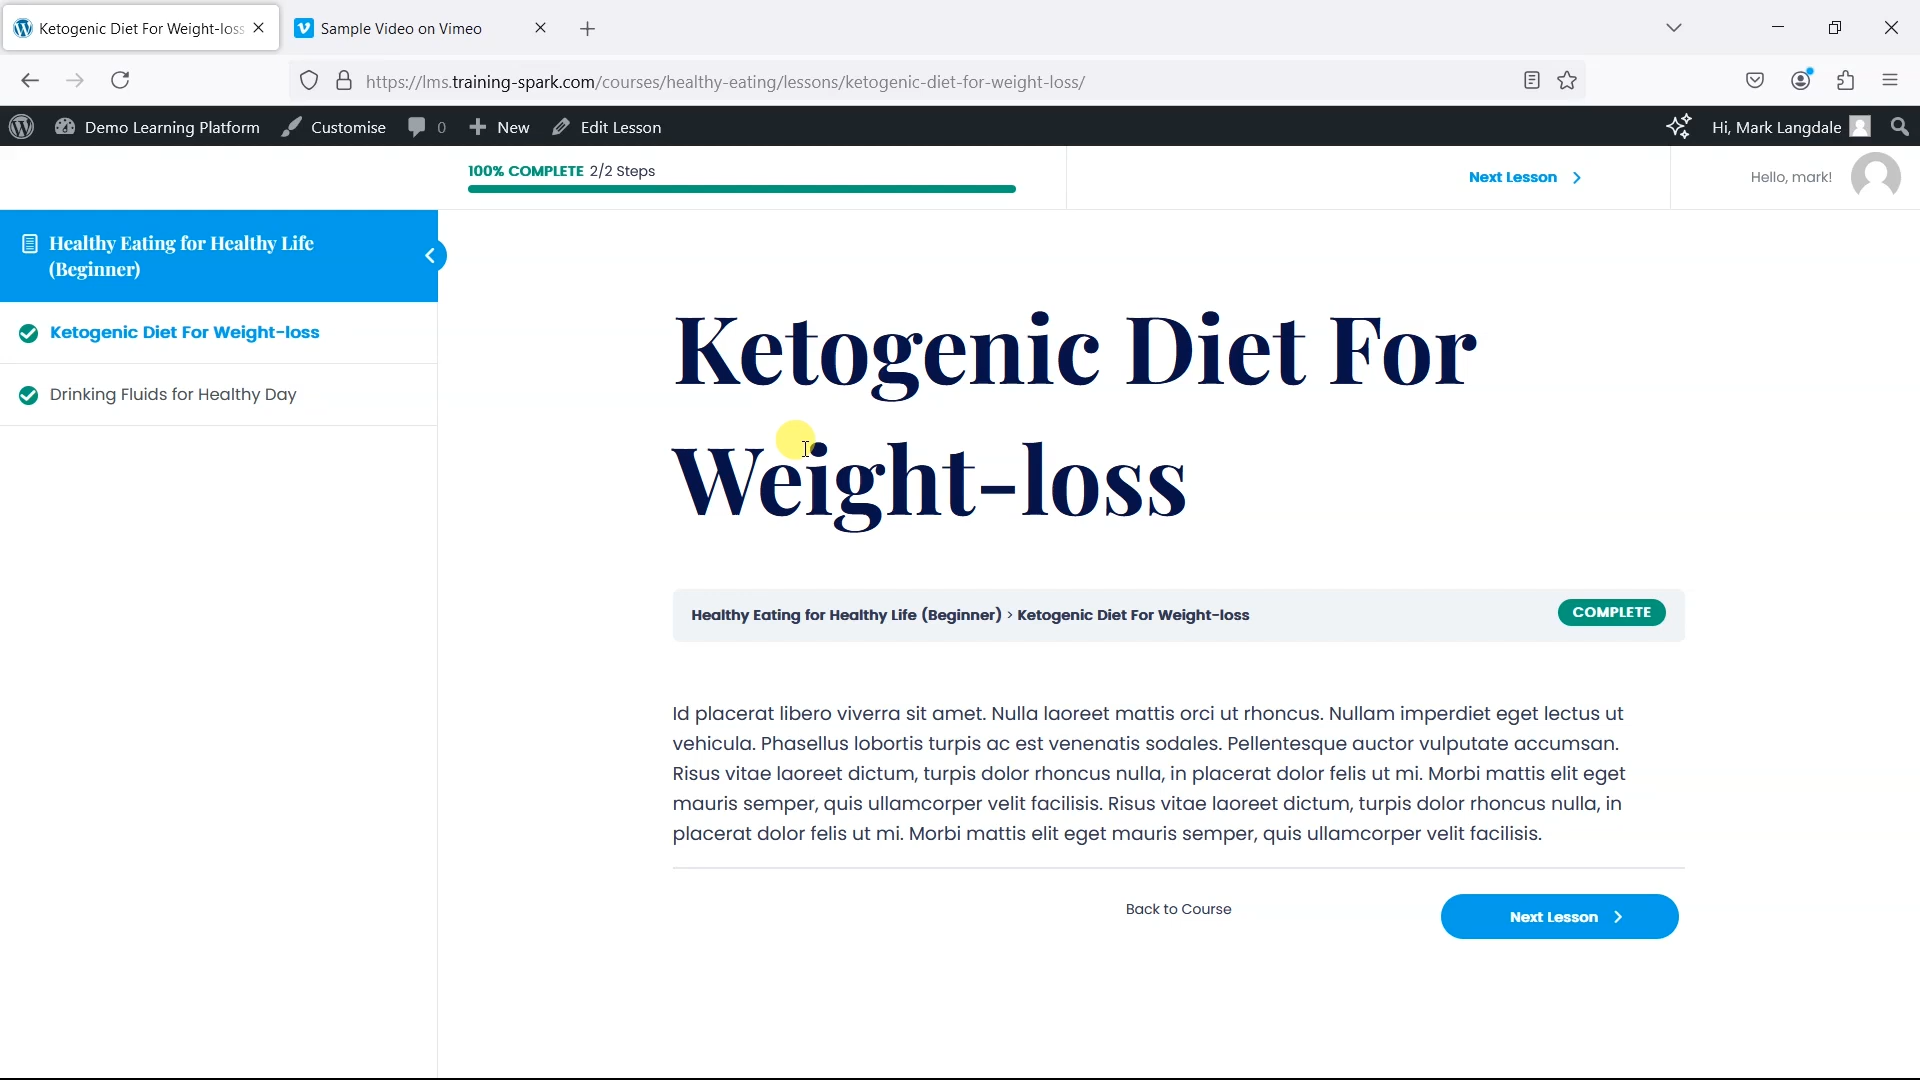 Ketogenic Diet For Weight-loss
Sample Video on Vimeo
https://lms.training-spark.com/courses/healthy-eating/lessons/ketogenic-diet-for-weight-loss/
Demo Learning Platform Customise 0 New Edit Lesson Hi, Mark Langdale
100% COMPLETE 2/2 Steps
Next Lesson
Hello, mark!
Healthy Eating for Healthy Life
(Beginner)
Ketogenic Diet For Weight-loss
Drinking Fluids for Healthy Day
Ketogenic Diet For
Weight-loss
Healthy Eating for Healthy Life (Beginner) > Ketogenic Diet For Weight-loss
COMPLETE
Id placerat libero viverra sit amet. Nulla laoreet mattis orci ut rhoncus. Nullam imperdiet eget lectus ut
vehicula. Phasellus lobortis turpis ac est venenatis sodales. Pellentesque auctor vulputate accumsan.
Risus vitae laoreet dictum, turpis dolor rhoncus nulla, in placerat dolor felis ut mi. Morbi mattis elit eget
mauris semper, quis ullamcorper velit facilisis. Risus vitae laoreet dictum, turpis dolor rhoncus nulla, in
placerat dolor felis ut mi. Morbi mattis elit eget mauris semper, quis ullamcorper velit facilisis.
Back to Course
Next Lesson